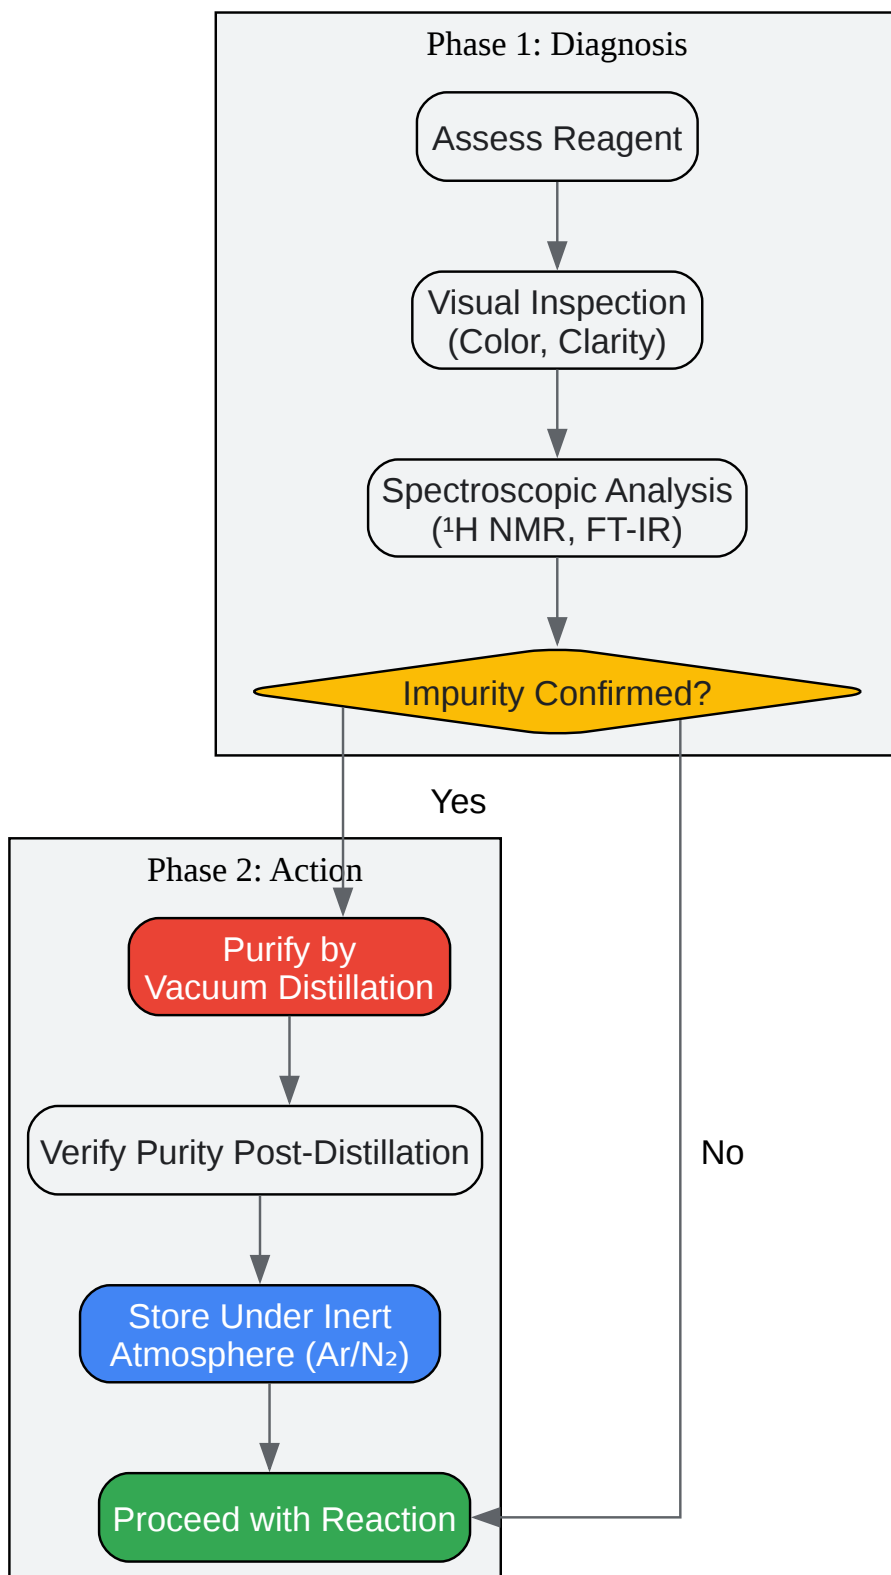 Phase 1: Diagnosis
Assess Reagent
Visual Inspection
(Color, Clarity)
Spectroscopic Analysis
(¹H NMR, FT-IR)
Impurity Confirmed?
Yes
Phase 2: Action
Purify by
Vacuum Distillation
Verify Purity Post-Distillation
No
Store Under Inert
Atmosphere (Ar/N₂)
Proceed with Reaction